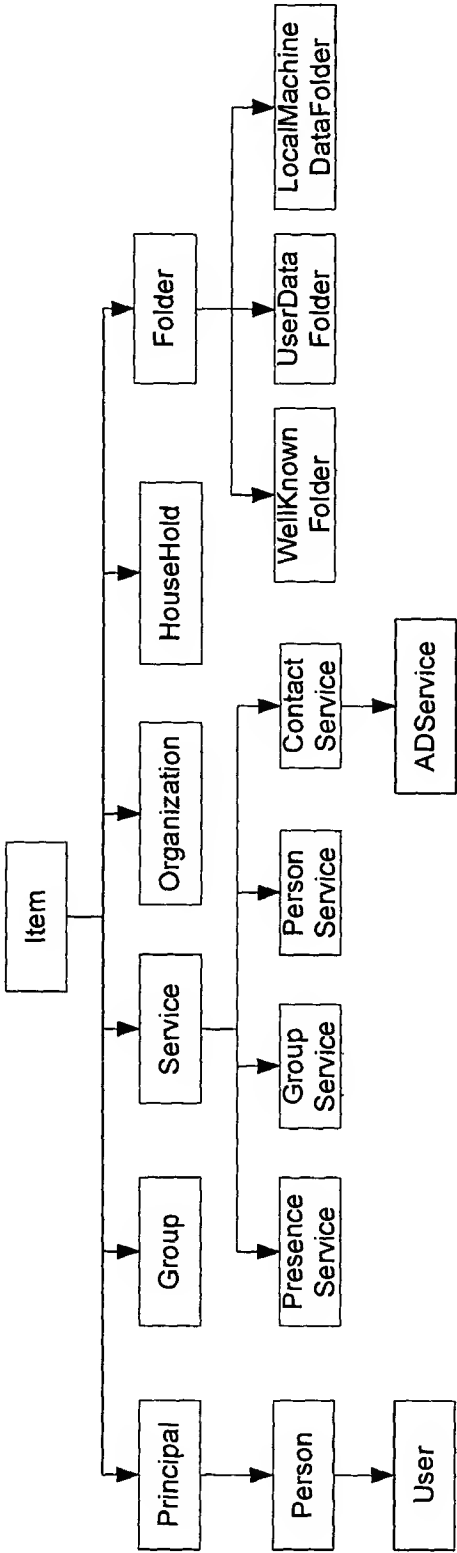 Item
Principal
Group
Service
Organization
HouseHold
Folder
Person
Presence
Service
Group
Service
Person
Service
Contact
Service
WellKnown
Folder
UserData
Folder
LocalMachine
DataFolder
User
ADService